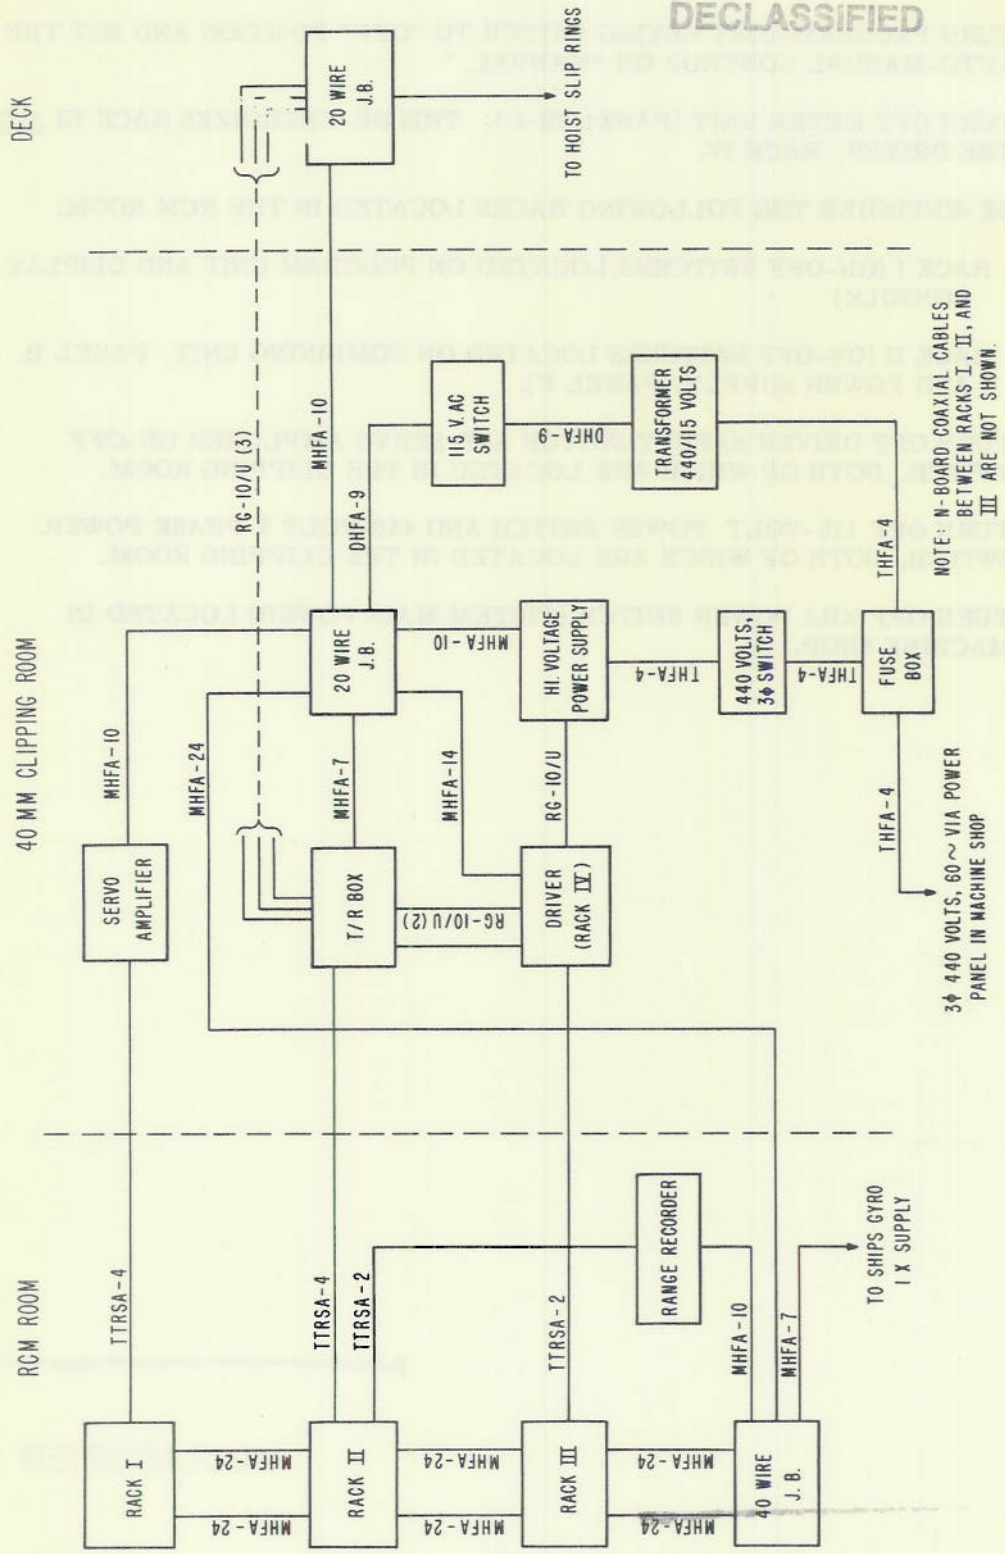 DECLASSIFIED
RCM ROOM
40 MM CLIPPING ROOM
DECK
RACK I
TTRSA-4
SERVO
AMPLIFIER
MHFA-10
MHFA-24
MHFA-24
MHFA-24
RG-10/U (3)
RACK II
TTRSA-4
TTRSA-2
T/R BOX
MHFA-7
20 WIRE
J.B.
MHFA-10
DHFA-9
20 WIRE
J.B.
TO HOIST SLIP RINGS
MHFA-24
MHFA-24
RG-10/U (2)
MHFA-14
MHFA-10
115 V. AC
SWITCH
RACK III
TTRSA-2
DRIVER
(RACK IV)
RG-10/U
HI. VOLTAGE
POWER SUPPLY
DHFA-9
MHFA-24
MHFA-24
RANGE RECORDER
THFA-4
TRANSFORMER
440/115 VOLTS
40 WIRE
J. B.
MHFA-10
MHFA-7
440 VOLTS,
3ϕ SWITCH
THFA-4
TO SHIPS GYRO
1 X SUPPLY
THFA-4
FUSE
BOX
THFA-4
3ϕ 440 VOLTS, 60~ VIA POWER
PANEL IN MACHINE SHOP
NOTE: N-BOARD COAXIAL CABLES
BETWEEN RACKS I, II, AND
III ARE NOT SHOWN.